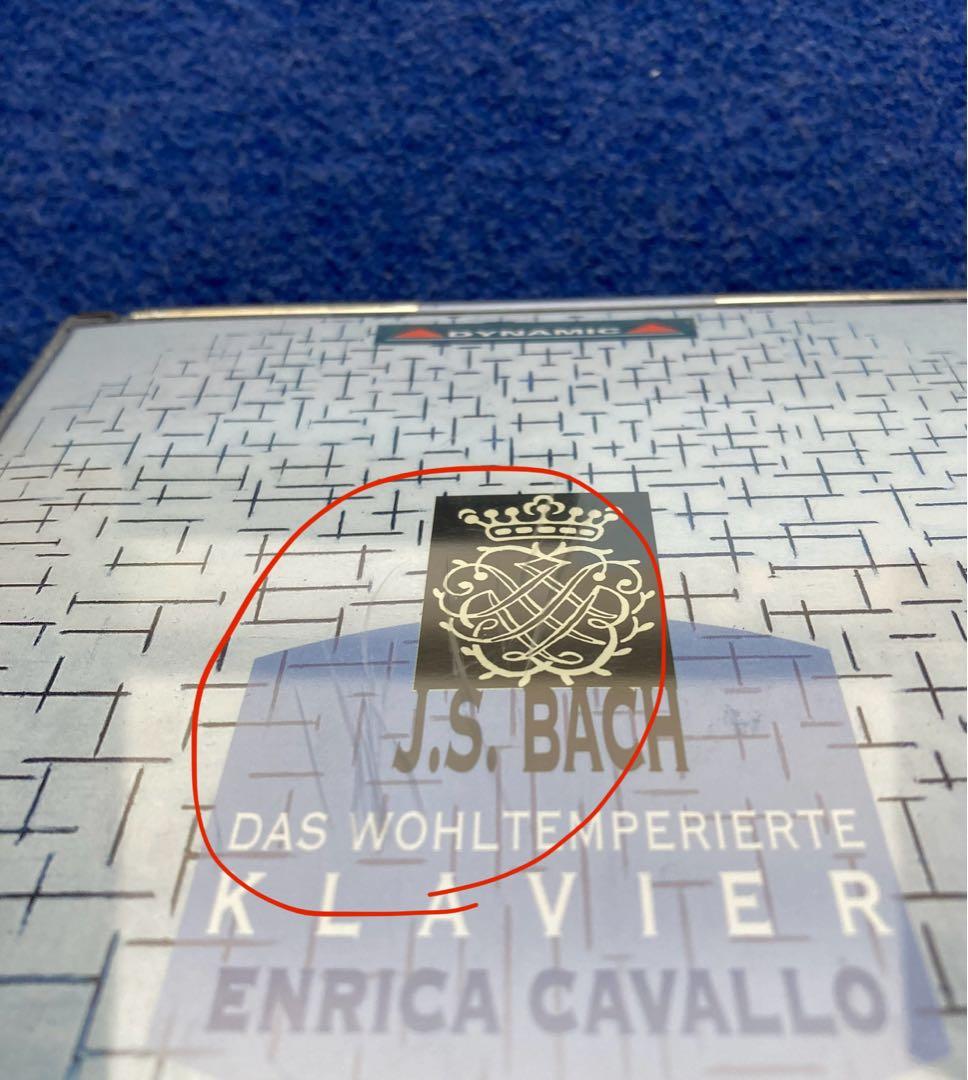 DYNAMIC
J.S. BACH
DAS WOHLTEMPERIERTE
KLAVIER
ENRICA CAVALLO